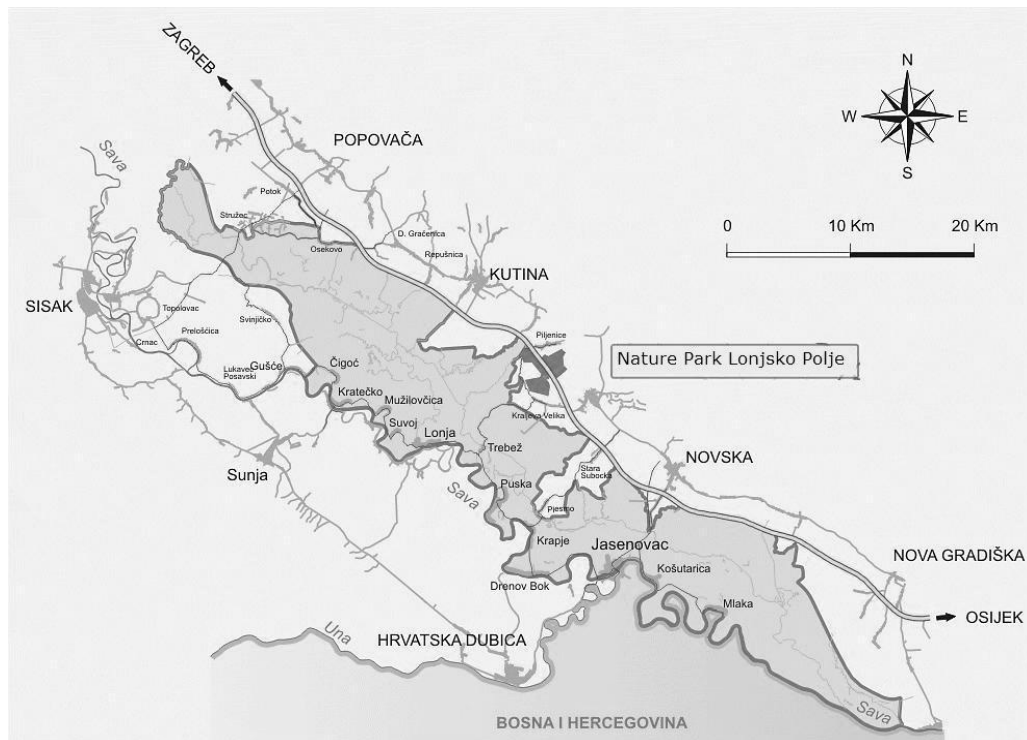 ZAGREB
N
W
E
S
POPOVAČA
Sava
Potok
Stružec
D. Gračenica
Osekovo
Repušnica
0
10 Km
20 Km
KUTINA
SISAK
Topolovac
Svinjičko
Prelošćica
Crnac
Piljenice
Nature Park Lonjsko Polje
Lukavec
Posavski
Gušće
Čigoć
Kratečko
Mužilovčica
Suvoj
Kraljeva Velika
Lonja
Trebež
NOVSKA
Stara
Subocka
Sunja
Sava
Puska
Pjesmo
Krapje
Jasenovac
NOVA GRADIŠKA
Košutarica
Drenov Bok
Mlaka
OSIJEK
Una
HRVATSKA DUBICA
Sava
BOSNA I HERCEGOVINA